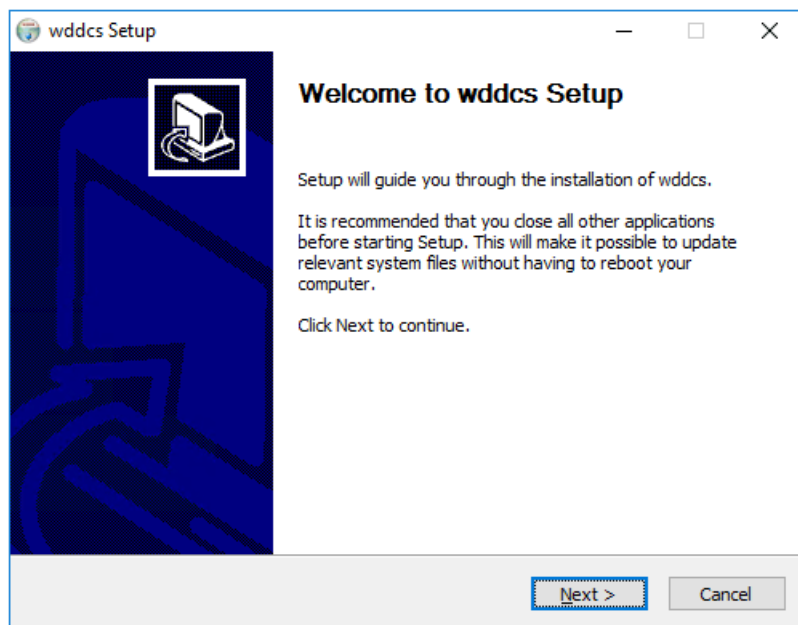 wddcs Setup
Welcome to wddcs Setup
Setup will guide you through the installation of wddcs.
It is recommended that you close all other applications
before starting Setup. This will make it possible to update
relevant system files without having to reboot your
computer.
Click Next to continue.
Next >
Cancel